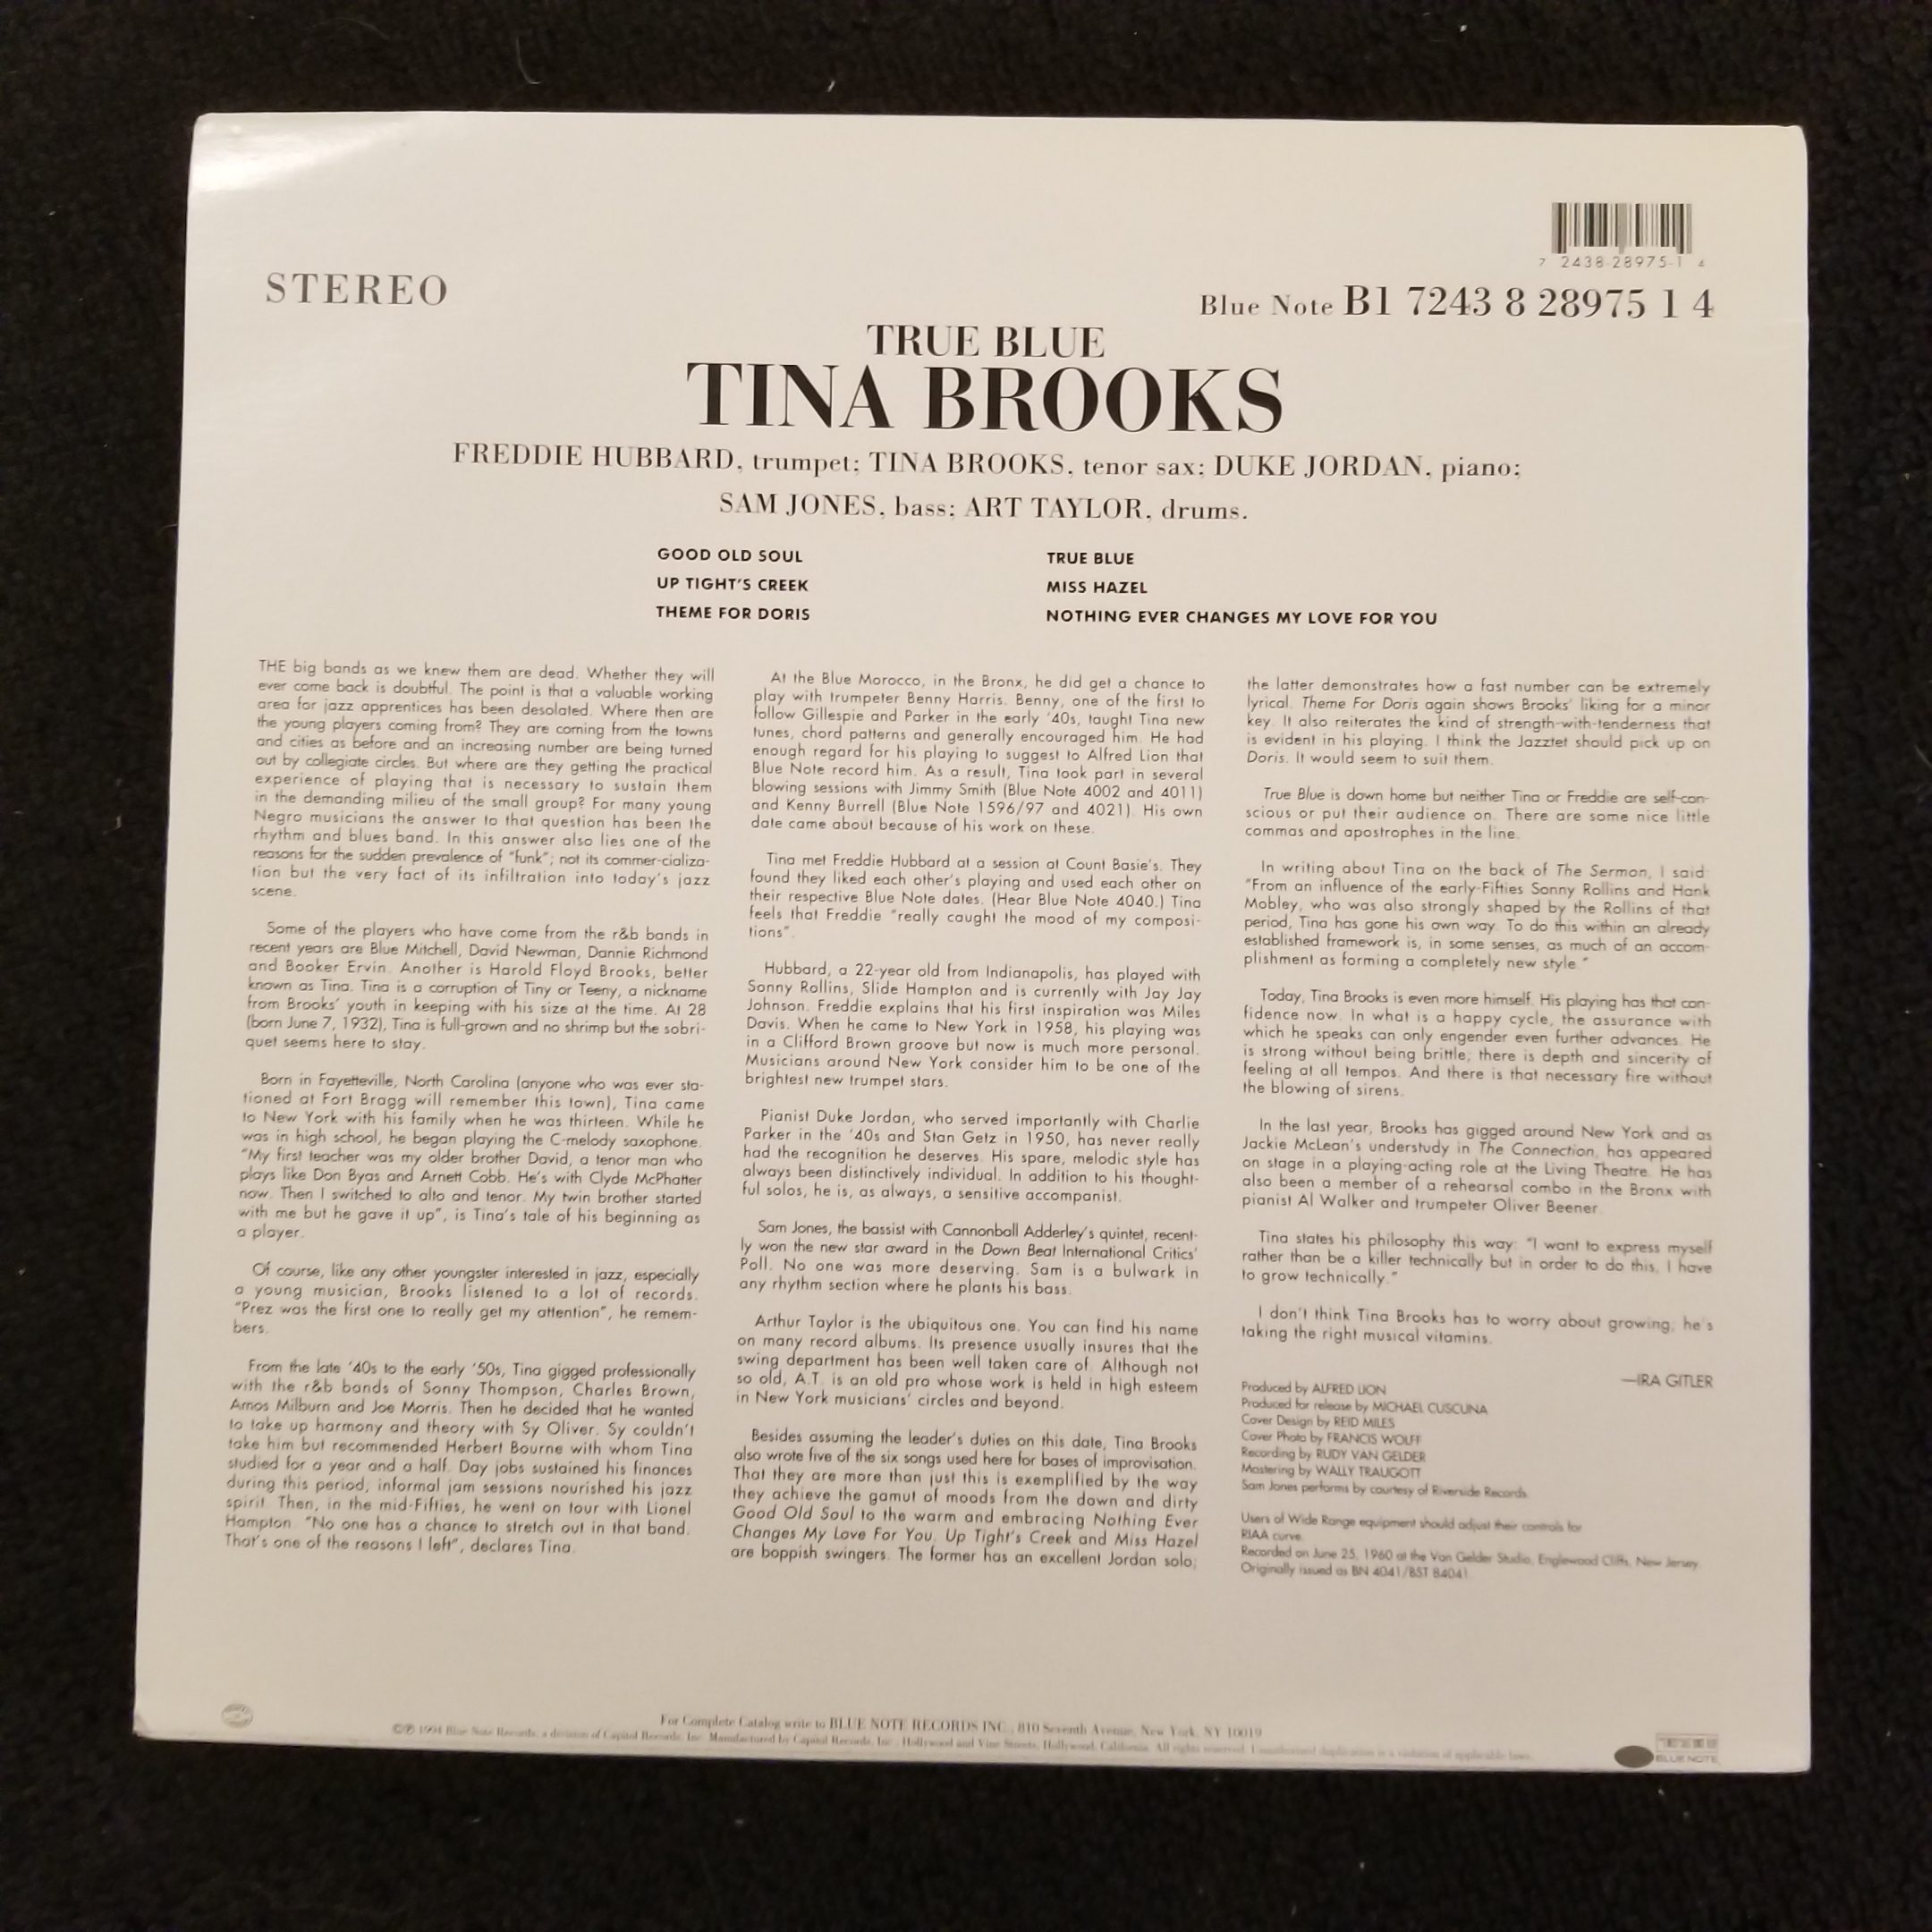 7 2438-28975-1 4
STEREO
Blue Note B1 7243 8 28975 1 4
TRUE BLUE
TINA BROOKS
FREDDIE HUBBARD, trumpet; TINA BROOKS, tenor sax; DUKE JORDAN, piano;
SAM JONES, bass; ART TAYLOR, drums.
GOOD OLD SOUL
UP TIGHT'S CREEK
THEME FOR DORIS
TRUE BLUE
MISS HAZEL
NOTHING EVER CHANGES MY LOVE FOR YOU
THE big bands as we knew them are dead. Whether they will
ever come back is doubtful. The point is that a valuable working
area for jazz apprentices has been desolated. Where then are
the young players coming from? They are coming from the towns
and cities as before and an increasing number are being turned
out by collegiate circles. But where are they getting the practical
experience of playing that is necessary to sustain them
in the demanding milieu of the small group? For many young
Negro musicians the answer to that question has been the
rhythm and blues band. In this answer also lies one of the
reasons for the sudden prevalence of "funk"; not its commer-cializa-
tion but the very fact of its infiltration into today's jazz
scene.
Some of the players who have come from the r&b bands in
recent years are Blue Mitchell, David Newman, Dannie Richmond
and Booker Ervin. Another is Harold Floyd Brooks, better
known as Tina. Tina is a corruption of Tiny or Teeny, a nickname
from Brooks' youth in keeping with his size at the time. At 28
(born June 7, 1932), Tina is full-grown and no shrimp but the sobri-
quet seems here to stay.
Born in Fayetteville, North Carolina (anyone who was ever sta-
tioned at Fort Bragg will remember this town), Tina came
to New York with his family when he was thirteen. While he
was in high school, he began playing the C-melody saxophone.
"My first teacher was my older brother David, a tenor man who
plays like Don Byas and Arnett Cobb. He's with Clyde McPhatter
now. Then I switched to alto and tenor. My twin brother started
with me but he gave it up", is Tina's tale of his beginning as
a player.
Of course, like any other youngster interested in jazz, especially
a young musician, Brooks listened to a lot of records.
"Prez was the first one to really get my attention", he remem-
bers.
From the late '40s to the early '50s, Tina gigged professionally
with the r&b bands of Sonny Thompson, Charles Brown,
Amos Milburn and Joe Morris. Then he decided that he wanted
to take up harmony and theory with Sy Oliver. Sy couldn't
take him but recommended Herbert Bourne with whom Tina
studied for a year and a half. Day jobs sustained his finances
during this period; informal jam sessions nourished his jazz
spirit. Then, in the mid-Fifties, he went on tour with Lionel
Hampton. "No one has a chance to stretch out in that band.
That's one of the reasons I left", declares Tina.
At the Blue Morocco, in the Bronx, he did get a chance to
play with trumpeter Benny Harris. Benny, one of the first to
follow Gillespie and Parker in the early '40s, taught Tina new
tunes, chord patterns and generally encouraged him. He had
enough regard for his playing to suggest to Alfred Lion that
Blue Note record him. As a result, Tina took part in several
blowing sessions with Jimmy Smith (Blue Note 4002 and 4011)
and Kenny Burrell (Blue Note 1596/97 and 4021). His own
date came about because of his work on these.
Tina met Freddie Hubbard at a session at Count Basie's. They
found they liked each other's playing and used each other on
their respective Blue Note dates. (Hear Blue Note 4040.) Tina
feels that Freddie "really caught the mood of my composi-
tions".
Hubbard, a 22-year old from Indianapolis, has played with
Sonny Rollins, Slide Hampton and is currently with Jay Jay
Johnson. Freddie explains that his first inspiration was Miles
Davis. When he came to New York in 1958, his playing was
in a Clifford Brown groove but now is much more personal.
Musicians around New York consider him to be one of the
brightest new trumpet stars.
Pianist Duke Jordan, who served importantly with Charlie
Parker in the '40s and Stan Getz in 1950, has never really
had the recognition he deserves. His spare, melodic style has
always been distinctively individual. In addition to his thought-
ful solos, he is, as always, a sensitive accompanist.
Sam Jones, the bassist with Cannonball Adderley's quintet, recent-
ly won the new star award in the Down Beat International Critics'
Poll. No one was more deserving. Sam is a bulwark in
any rhythm section where he plants his bass.
Arthur Taylor is the ubiquitous one. You can find his name
on many record albums. Its presence usually insures that the
swing department has been well taken care of. Although not
so old, A.T. is an old pro whose work is held in high esteem
in New York musicians' circles and beyond.
Besides assuming the leader's duties on this date, Tina Brooks
also wrote five of the six songs used here for bases of improvisation.
That they are more than just this is exemplified by the way
they achieve the gamut of moods from the down and dirty
Good Old Soul to the warm and embracing Nothing Ever
Changes My Love For You. Up Tight's Creek and Miss Hazel
are boppish swingers. The former has an excellent Jordan solo;
the latter demonstrates how a fast number can be extremely
lyrical. Theme For Doris again shows Brooks' liking for a minor
key. It also reiterates the kind of strength-with-tenderness that
is evident in his playing. I think the Jazztet should pick up on
Doris. It would seem to suit them.
True Blue is down home but neither Tina or Freddie are self-con-
scious or put their audience on. There are some nice little
commas and apostrophes in the line.
In writing about Tina on the back of The Sermon, I said:
"From an influence of the early-Fifties Sonny Rollins and Hank
Mobley, who was also strongly shaped by the Rollins of that
period, Tina has gone his own way. To do this within an already
established framework is, in some senses, as much of an accom-
plishment as forming a completely new style."
Today, Tina Brooks is even more himself. His playing has that con-
fidence now. In what is a happy cycle, the assurance with
which he speaks can only engender even further advances. He
is strong without being brittle; there is depth and sincerity of
feeling at all tempos. And there is that necessary fire without
the blowing of sirens.
In the last year, Brooks has gigged around New York and as
Jackie McLean's understudy in The Connection, has appeared
on stage in a playing-acting role at the Living Theatre. He has
also been a member of a rehearsal combo in the Bronx with
pianist Al Walker and trumpeter Oliver Beener.
Tina states his philosophy this way: "I want to express myself
rather than be a killer technically but in order to do this, I have
to grow technically."
I don't think Tina Brooks has to worry about growing; he's
taking the right musical vitamins.
—IRA GITLER
Produced by ALFRED LION
Produced for release by MICHAEL CUSCUNA
Cover Design by REID MILES
Cover Photo by FRANCIS WOLFF
Recording by RUDY VAN GELDER
Mastering by WALLY TRAUGOTT
Sam Jones performs by courtesy of Riverside Records.
Users of Wide Range equipment should adjust their controls for
RIAA curve.
Recorded on June 25, 1960 at the Van Gelder Studio, Englewood Cliffs, New Jersey.
Originally issued as BN 4041/BST 84041
For Complete Catalog write to BLUE NOTE RECORDS INC., 810 Seventh Avenue, New York, NY 10019
©℗ 1994 Blue Note Records, a division of Capitol Records, Inc. Manufactured by Capitol Records, Inc., Hollywood and Vine Streets, Hollywood, California. All rights reserved. Unauthorized duplication is a violation of applicable laws.
BLUE NOTE